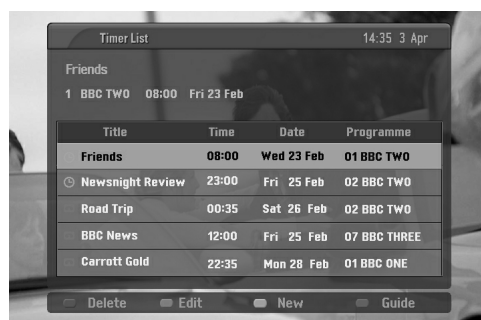 Timer List 14:35 3 Apr
Friends
1 BBC TWO 08:00 Fri 23 Feb
Title Time Date Programme
Friends 08:00 Wed 23 Feb 01 BBC TWO
Newsnight Review 23:00 Fri 25 Feb 02 BBC TWO
Road Trip 00:35 Sat 26 Feb 02 BBC TWO
BBC News 12:00 Fri 25 Feb 07 BBC THREE
Carrott Gold 22:35 Mon 28 Feb 01 BBC ONE
Delete Edit New Guide